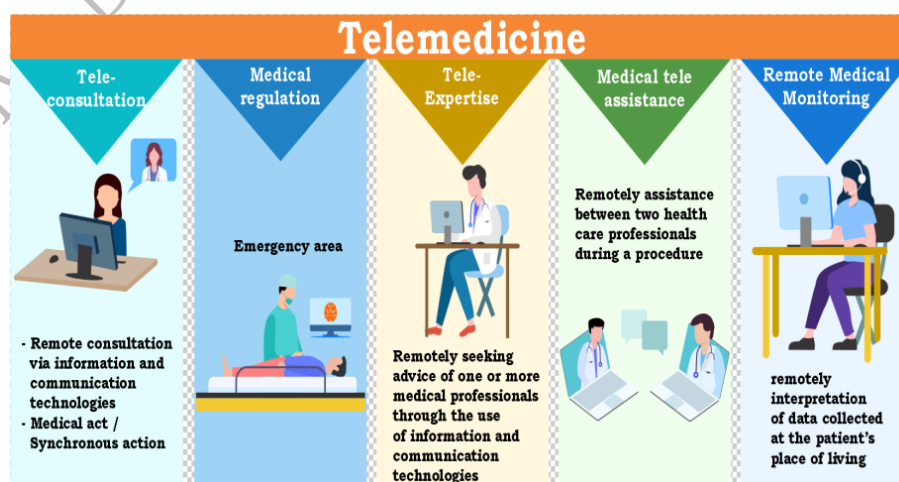 Telemedicine
Tele-
consultation
- Remote consultation
via information and
communication
technologies
- Medical act /
Synchronous action
Medical
regulation
Emergency area
Tele-
Expertise
Remotely seeking
advice of one or more
medical professionals
through the use
of information and
communication
technologies
Medical tele
assistance
Remotely assistance
between two health
care professionals
during a procedure
Remote Medical
Monitoring
remotely
interpretation
of data collected
at the patient's
place of living